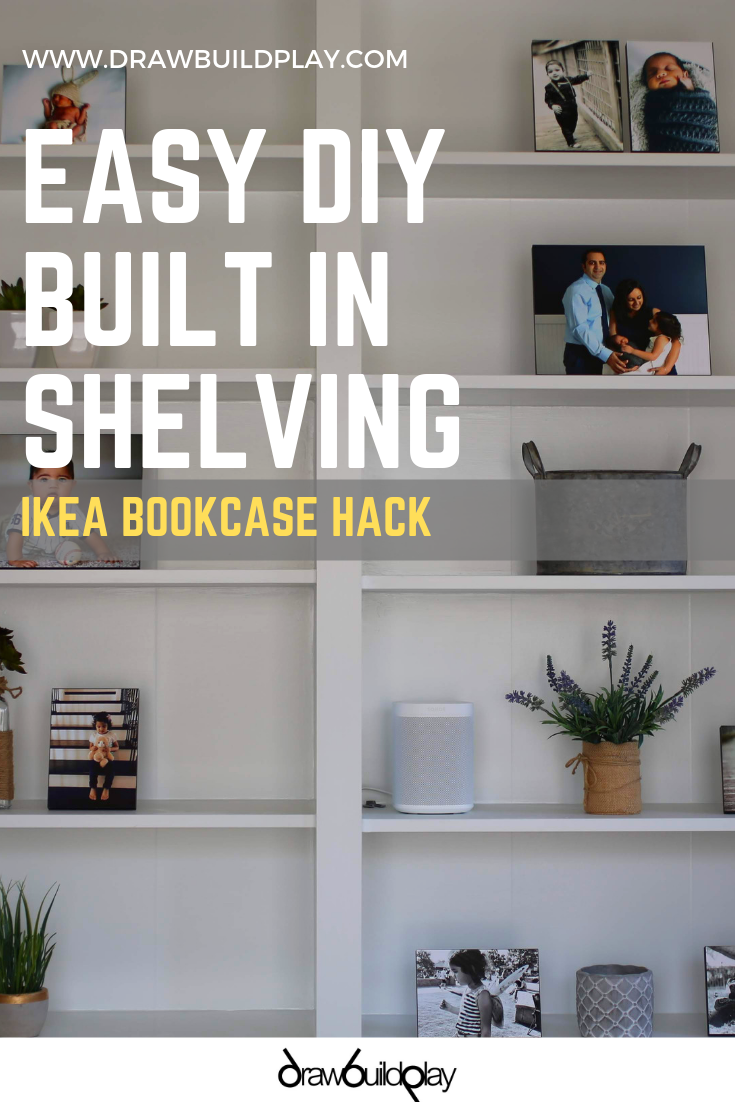 WWW.DRAWBUILDPLAY.COM
EASY DIY
BUILT IN
SHELVING
IKEA BOOKCASE HACK
drawbuildplay